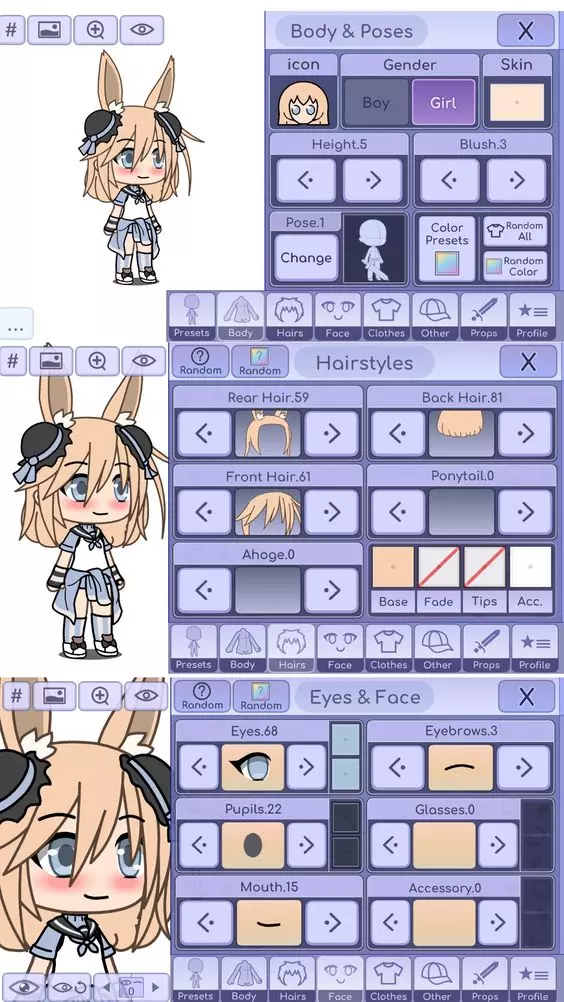 #
Body & Poses
X
icon
Gender
Skin
Boy
Girl
Height.5
Blush.3
Pose.1
Change
Color
Presets
Random
All
Random
Color
...
Presets
Body
Hairs
Face
Clothes
Other
Props
Profile
#
?
Random
?
Random
Hairstyles
X
Rear Hair.59
Back Hair.81
Front Hair.61
Ponytail.0
Ahoge.0
Base
Fade
Tips
Acc.
Presets
Body
Hairs
Face
Clothes
Other
Props
Profile
#
?
Random
?
Random
Eyes & Face
X
Eyes.68
Eyebrows.3
Pupils.22
Glasses.0
Mouth.15
Accessory.0
0
Presets
Body
Hairs
Face
Clothes
Other
Props
Profile